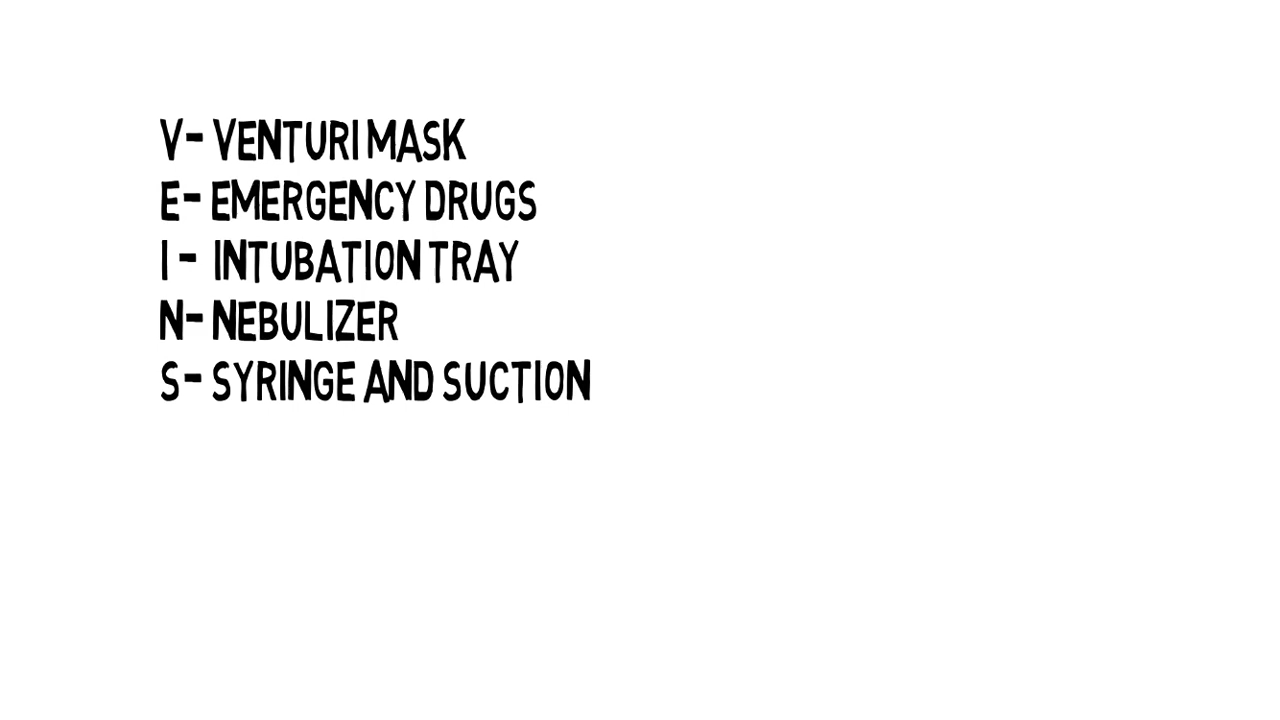 V- VENTURI MASK
E- EMERGENCY DRUGS
I - INTUBATION TRAY
N- NEBULIZER
S- SYRINGE AND SUCTION